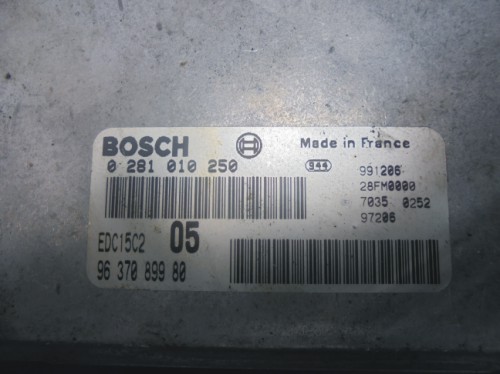 BOSCH
Made in France
0 281 010 250
944
991206
28FM0000
7035 0252
97206
EDC15C2 05
96 370 899 80